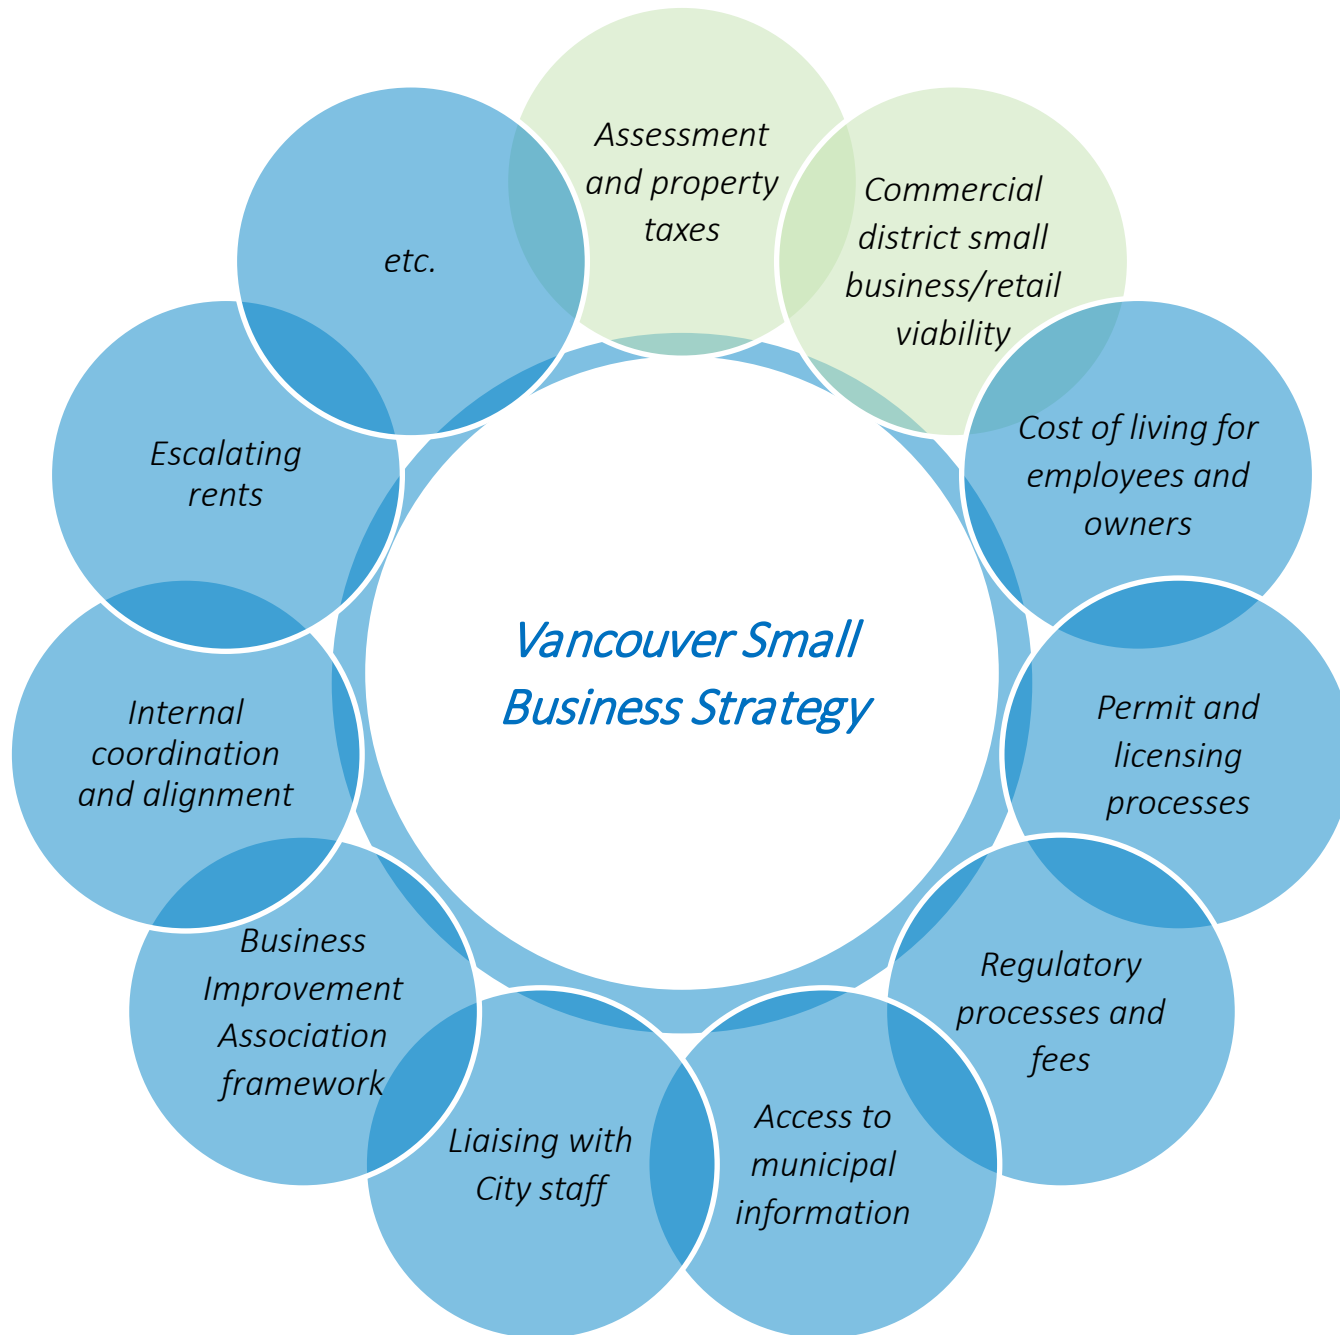 Assessment
and property
taxes
Commercial
district small
business/retail
viability
Cost of living for
employees and
owners
Permit and
licensing
processes
Regulatory
processes and
fees
Access to
municipal
information
Liaising with
City staff
Business
Improvement
Association
framework
Internal
coordination
and alignment
Escalating
rents
etc.
Vancouver Small
Business Strategy